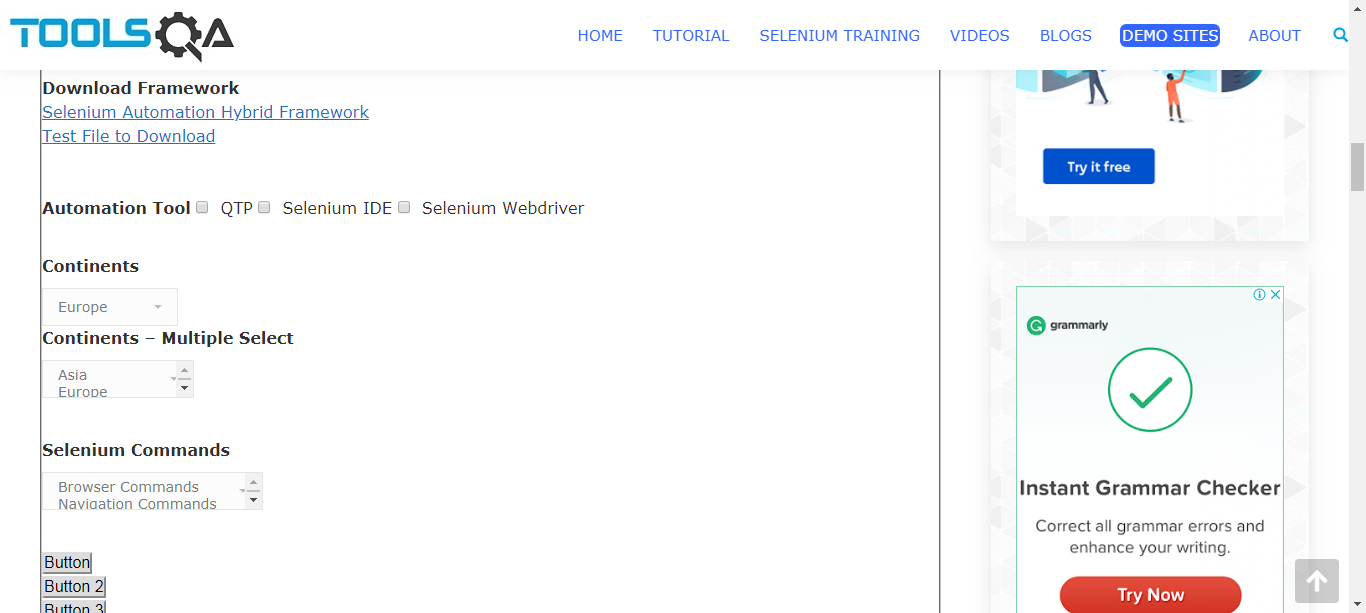 TOOLSQA
HOME TUTORIAL SELENIUM TRAINING VIDEOS BLOGS DEMO SITES ABOUT
Download Framework
Selenium Automation Hybrid Framework
Test File to Download
Automation Tool QTP Selenium IDE Selenium Webdriver
Continents
Europe
Continents – Multiple Select
Asia
Europe
Selenium Commands
Browser Commands
Navigation Commands
Button
Button 2
Button 3
Try it free
grammarly
Instant Grammar Checker
Correct all grammar errors and
enhance your writing.
Try Now